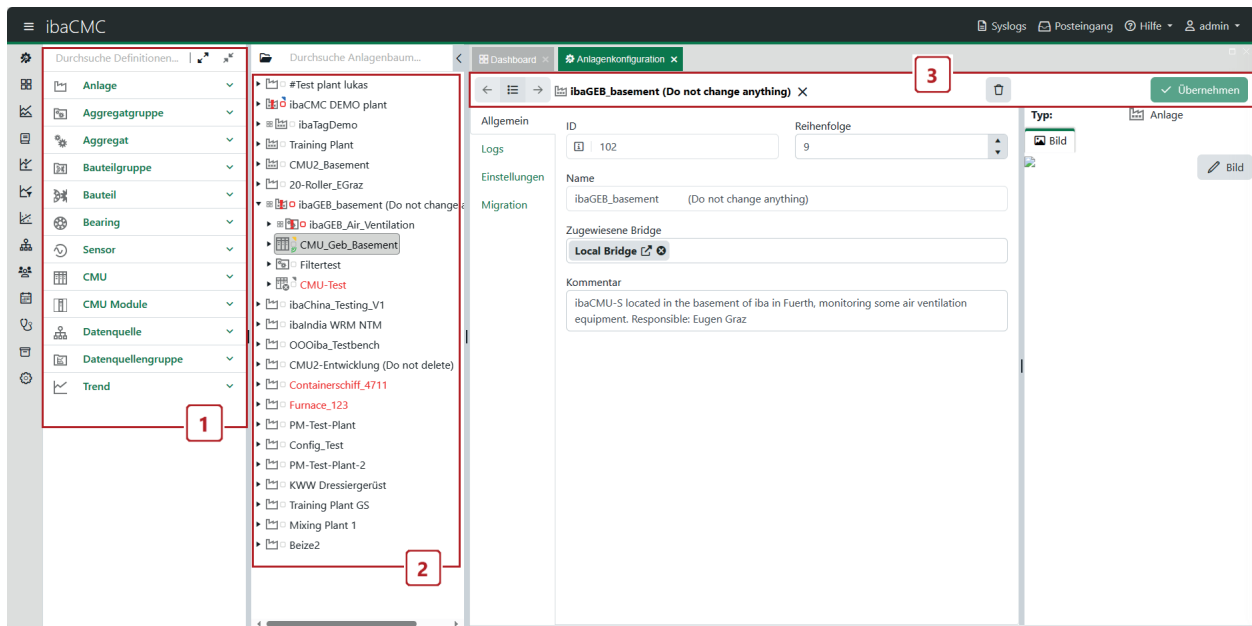 ibaCMC
Syslogs Posteingang Hilfe admin
Durchsuche Definitionen...
Anlage
Aggregatgruppe
Aggregat
Bauteilgruppe
Bauteil
Bearing
Sensor
CMU
CMU Module
Datenquelle
Datenquellengruppe
Trend
1
Durchsuche Anlagenbaum...
#Test plant lukas
ibaCMC DEMO plant
ibaTagDemo
Training Plant
CMU2_Basement
20-Roller_EGraz
ibaGEB_basement (Do not change a
ibaGEB_Air_Ventilation
CMU_Geb_Basement
Filtertest
CMU-Test
ibaChina_Testing_V1
ibaIndia WRM NTM
OOOiba_Testbench
CMU2-Entwicklung (Do not delete)
Containerschiff_4711
Furnace_123
PM-Test-Plant
Config_Test
PM-Test-Plant-2
KWW Dressiergerüst
Training Plant GS
Mixing Plant 1
Beize2
2
Dashboard
Anlagenkonfiguration
3
ibaGEB_basement (Do not change anything)
Übernehmen
Allgemein
Logs
Einstellungen
Migration
ID
102
Reihenfolge
9
Name
ibaGEB_basement (Do not change anything)
Zugewiesene Bridge
Local Bridge
Kommentar
ibaCMU-S located in the basement of iba in Fuerth, monitoring some air ventilation
equipment. Responsible: Eugen Graz
Typ: Anlage
Bild
Bild